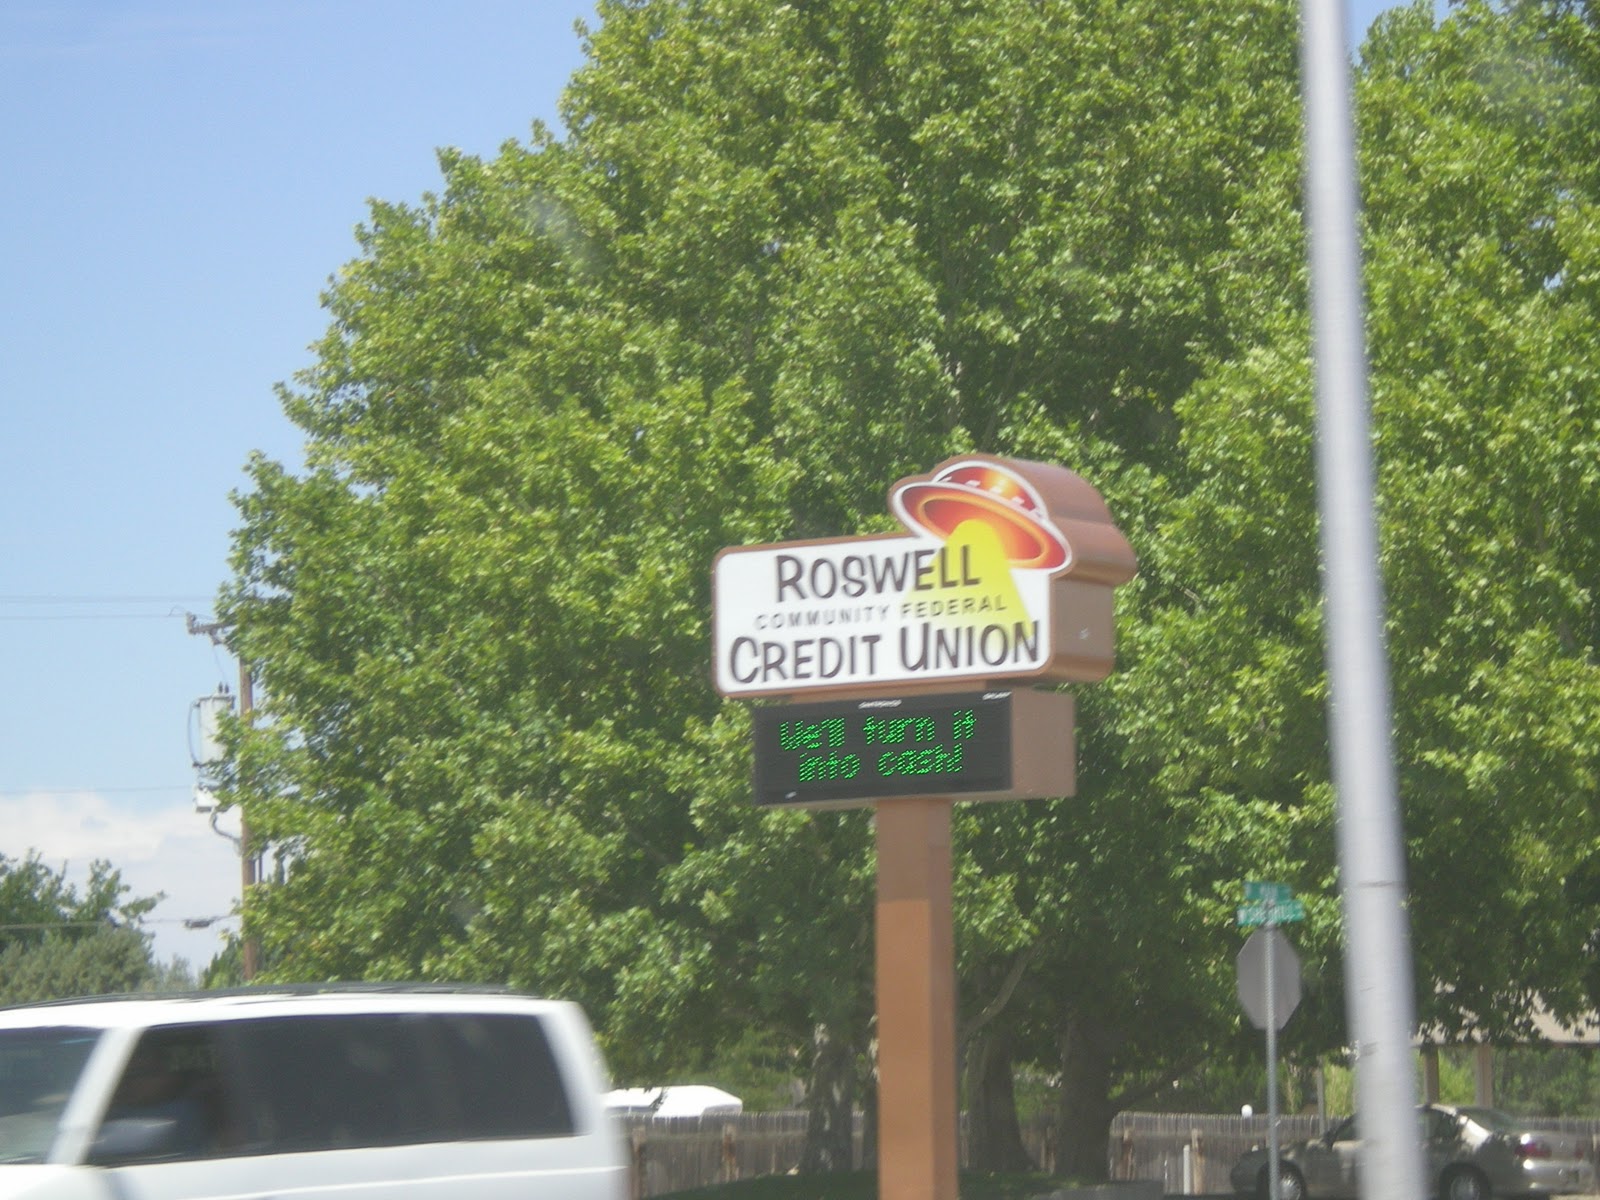 ROSWELL
COMMUNITY FEDERAL
CREDIT UNION
We'll turn it
into cash!